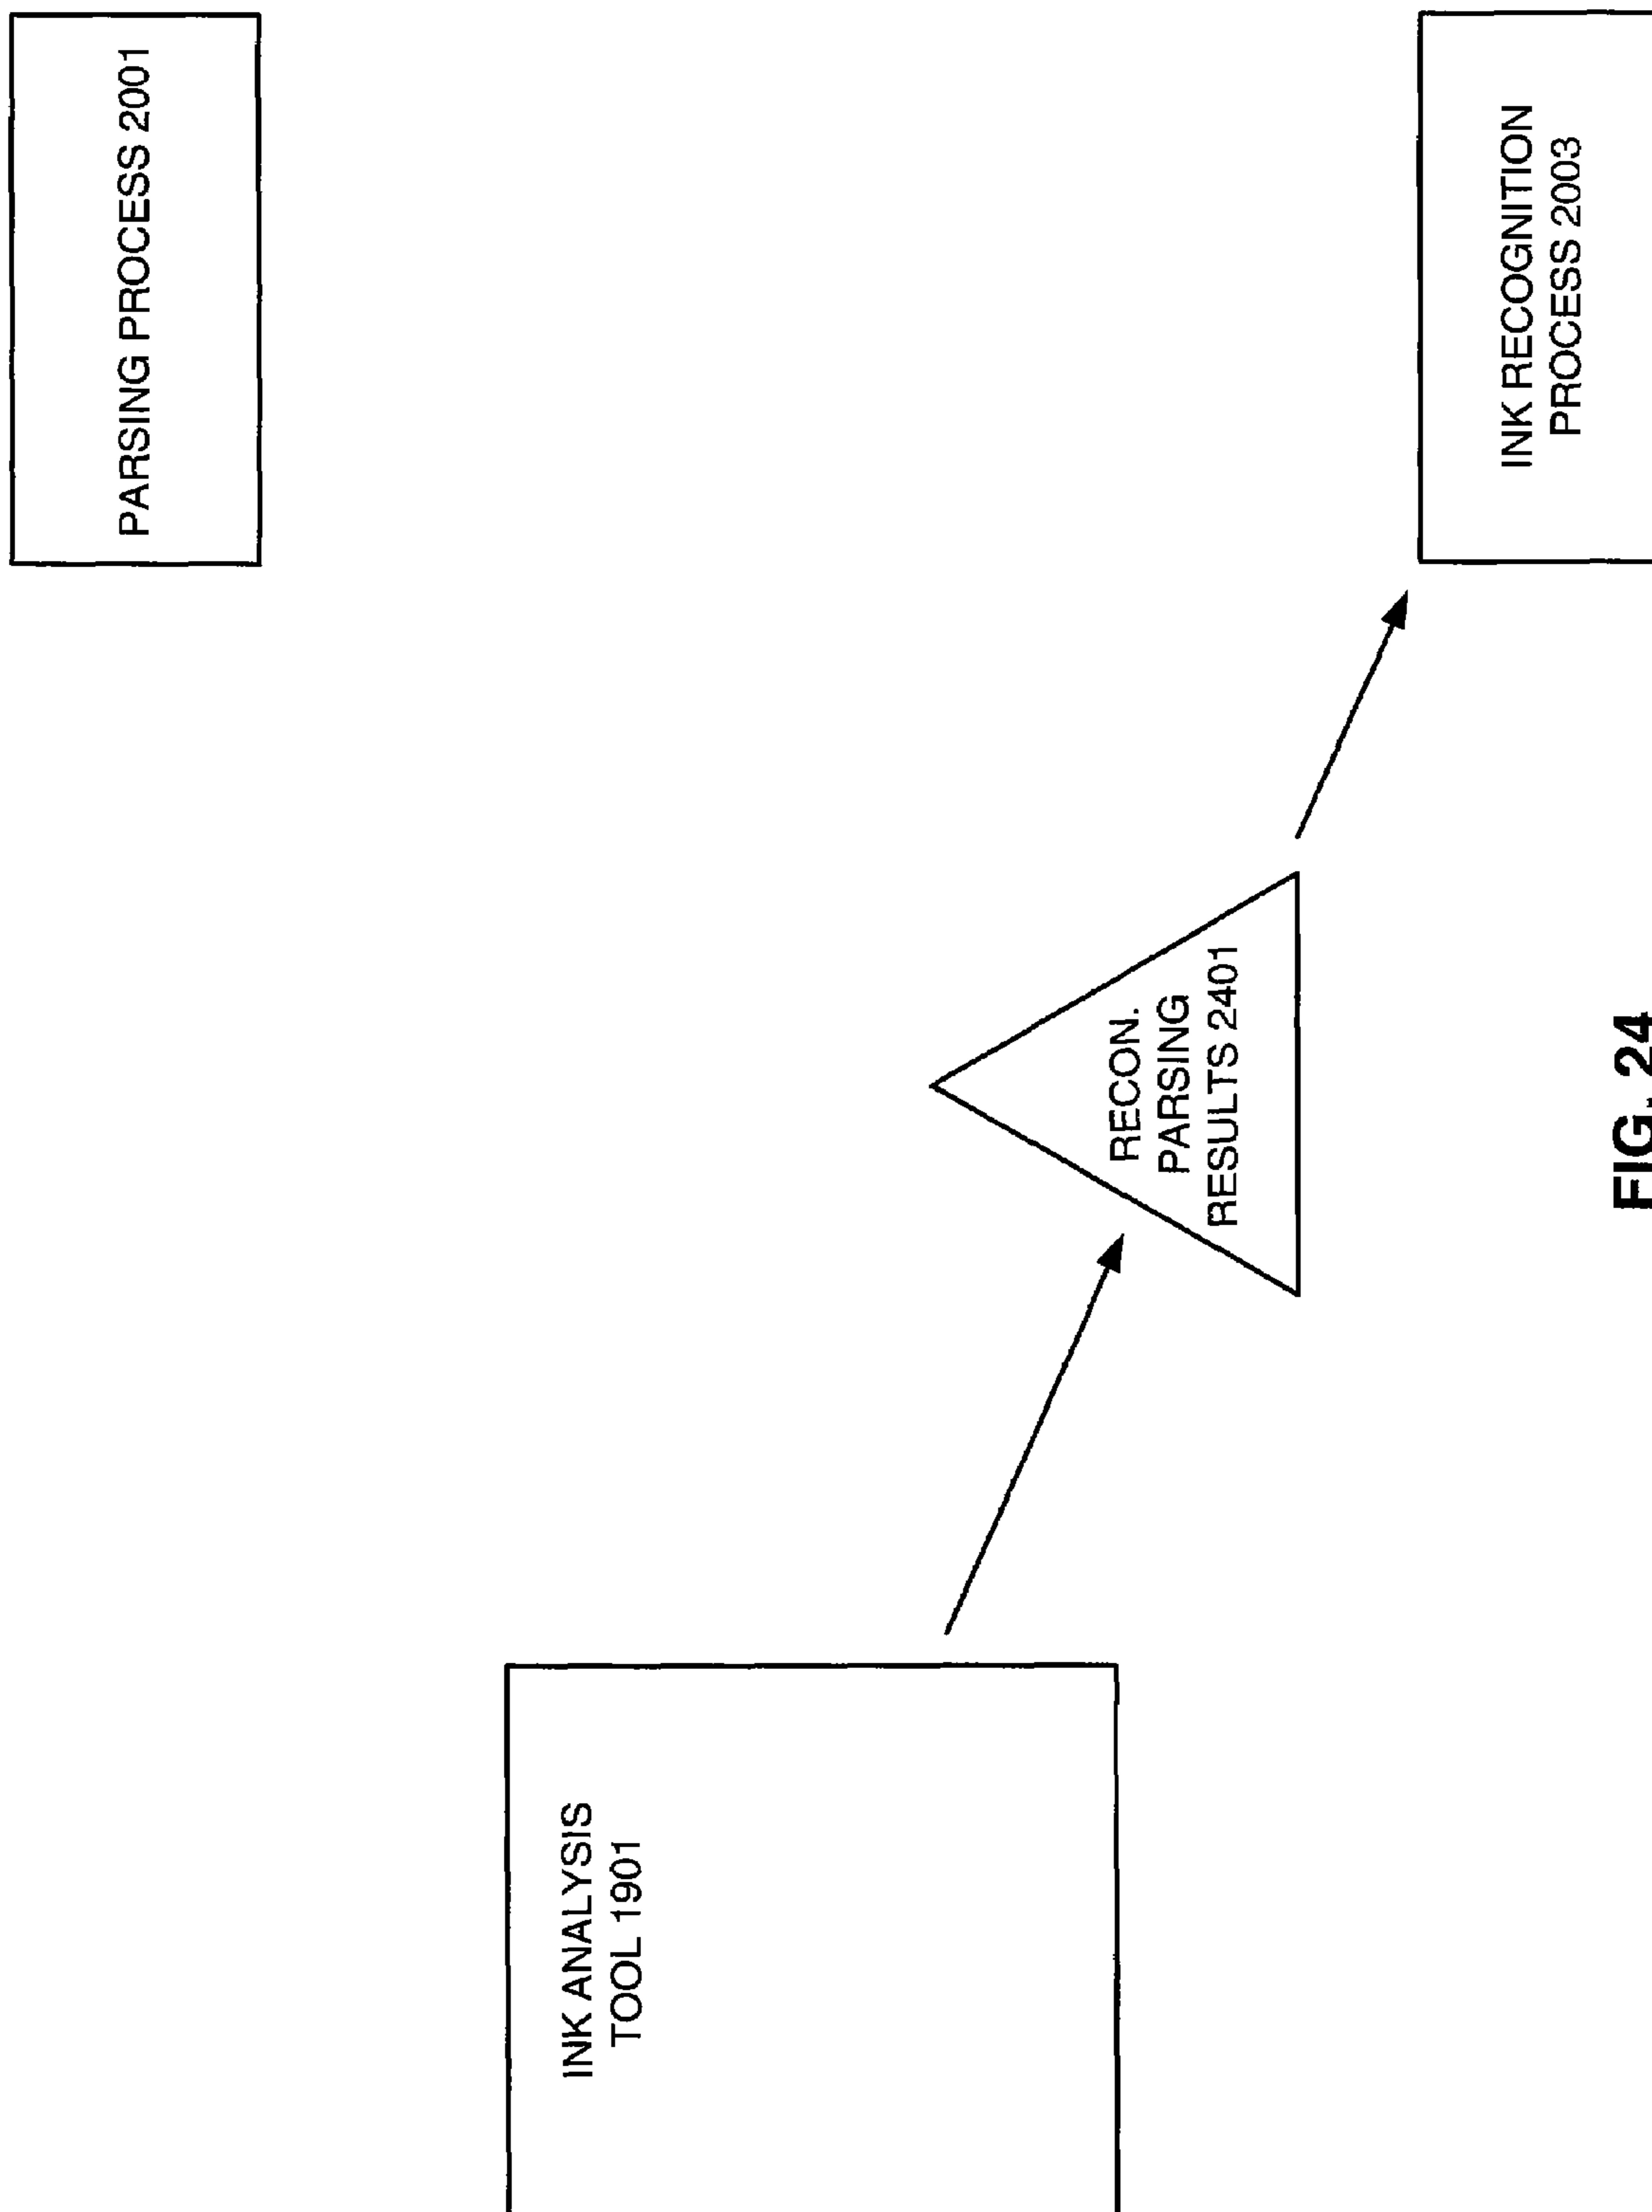 PARSING PROCESS 2001
INK ANALYSIS
TOOL 1901
RECON.
PARSING
RESULTS 2401
INK RECOGNITION
PROCESS 2003
FIG. 24